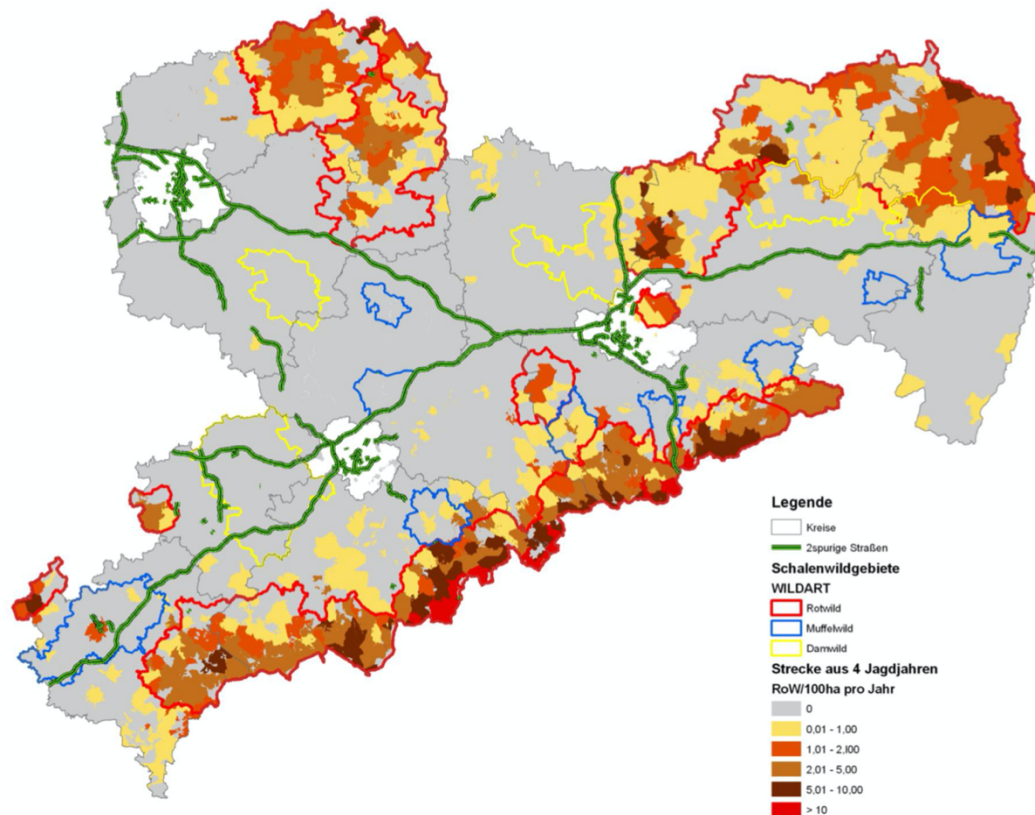 Legende
Kreise
2spurige Straßen
Schalenwildgebiete
WILDART
Rotwild
Muffelwild
Damwild
Strecke aus 4 Jagdjahren
RoW/100ha pro Jahr
0
0,01 - 1,00
1,01 - 2,l00
2,01 - 5,00
5,01 - 10,00
> 10